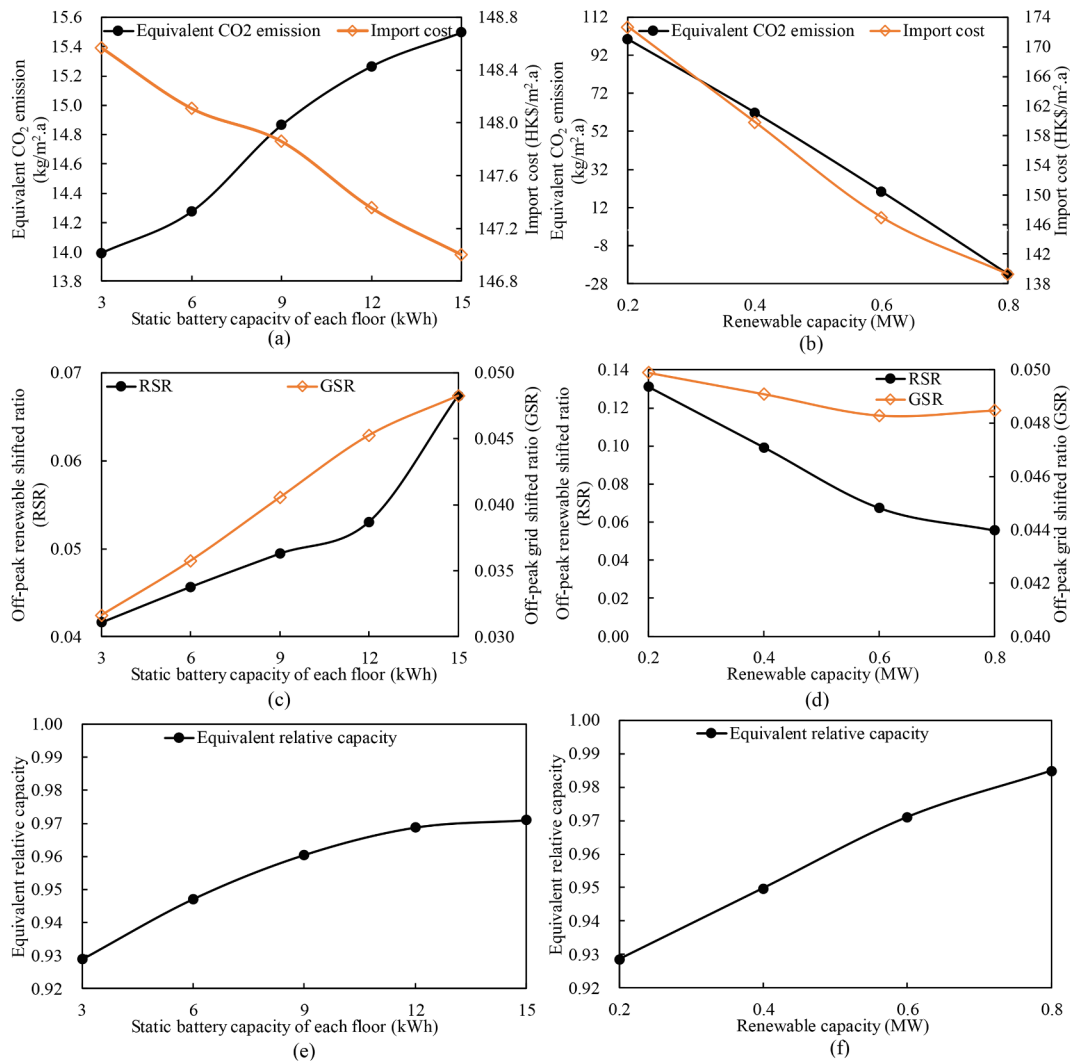 Equivalent CO2 emission
Import cost
15.6
15.4
15.2
15.0
14.8
14.6
14.4
14.2
14.0
13.8
148.8
148.4
148.0
147.6
147.2
146.8
Equivalent CO2 emission
(kg/m2.a)
Import cost (HK$/m2.a)
3
6
9
12
15
Static battery capacity of each floor (kWh)
(a)
Equivalent CO2 emission
Import cost
112
92
72
52
32
12
-8
-28
174
170
166
162
158
154
150
146
142
138
Equivalent CO2 emission
(kg/m2.a)
Import cost (HK$/m2.a)
0.2
0.4
0.6
0.8
Renewable capacity (MW)
(b)
RSR
GSR
0.07
0.06
0.05
0.04
0.050
0.045
0.040
0.035
0.030
Off-peak renewable shifted ratio
(RSR)
Off-peak grid shifted ratio (GSR)
3
6
9
12
15
Static battery capacity of each floor (kWh)
(c)
RSR
GSR
0.14
0.12
0.10
0.08
0.06
0.04
0.02
0.00
0.050
0.048
0.046
0.044
0.042
0.040
Off-peak renewable shifted ratio
(RSR)
Off-peak grid shifted ratio (GSR)
0.2
0.4
0.6
0.8
Renewable capacity (MW)
(d)
Equivalent relative capacity
1.00
0.99
0.98
0.97
0.96
0.95
0.94
0.93
0.92
Equivalent relative capacity
3
6
9
12
15
Static battery capacity of each floor (kWh)
(e)
Equivalent relative capacity
1.00
0.99
0.98
0.97
0.96
0.95
0.94
0.93
0.92
Equivalent relative capacity
0.2
0.4
0.6
0.8
Renewable capacity (MW)
(f)